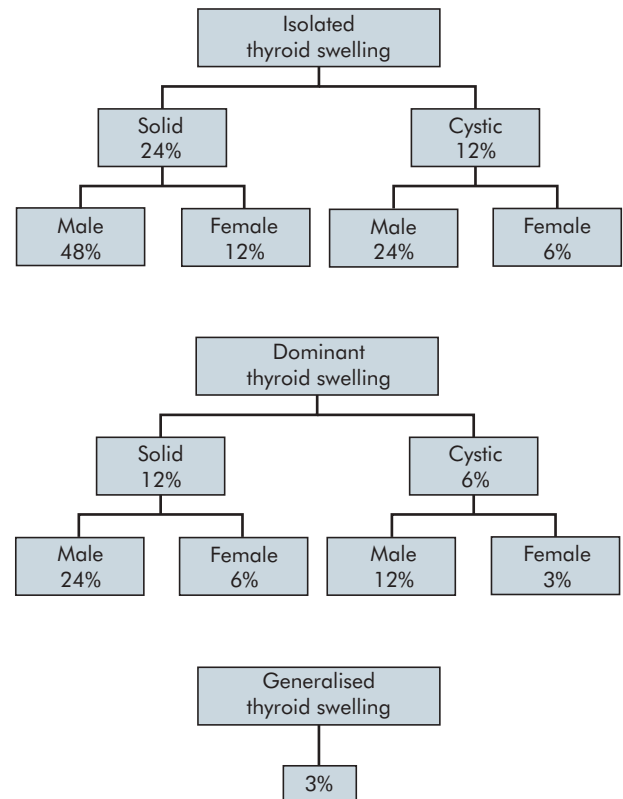 Isolated
thyroid swelling
Solid
24%
Cystic
12%
Male
48%
Female
12%
Male
24%
Female
6%
Dominant
thyroid swelling
Solid
12%
Cystic
6%
Male
24%
Female
6%
Male
12%
Female
3%
Generalised
thyroid swelling
3%